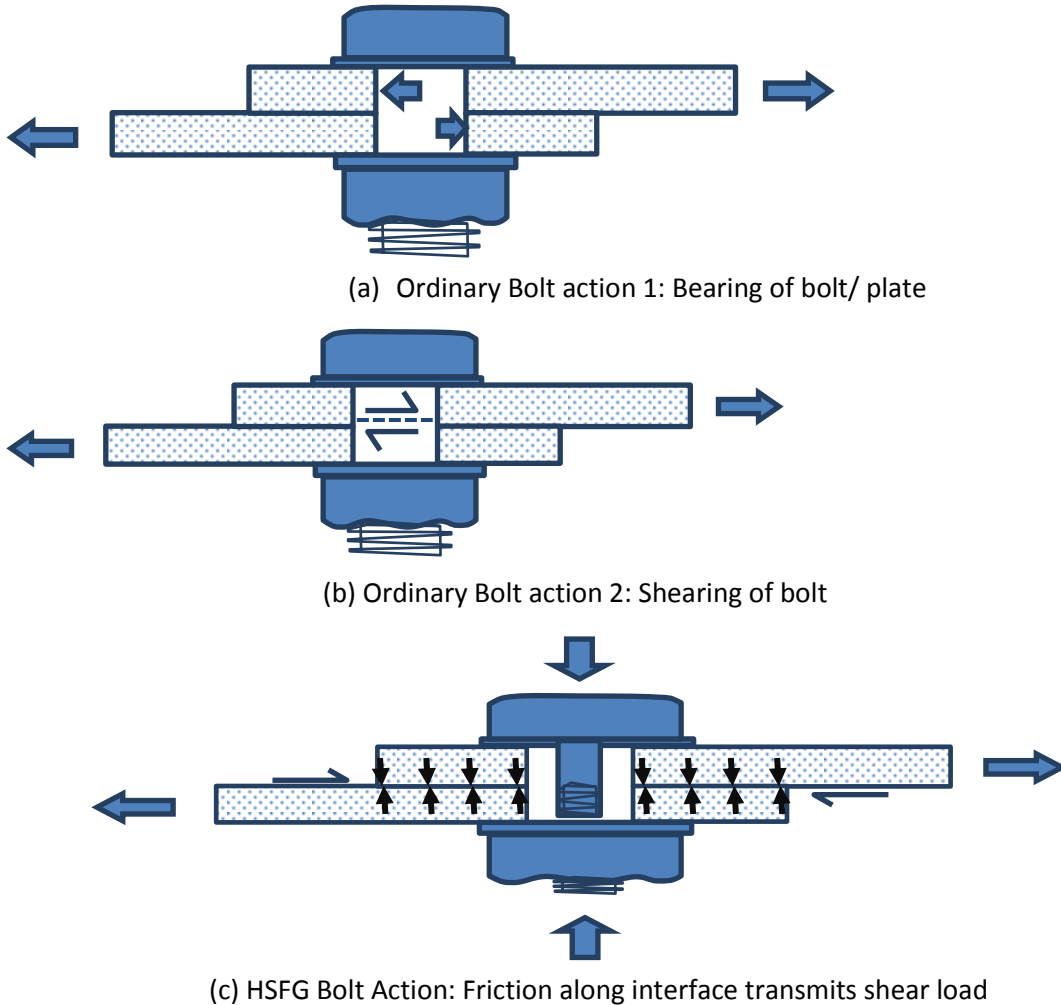 (a) Ordinary Bolt action 1: Bearing of bolt/ plate
(b) Ordinary Bolt action 2: Shearing of bolt
(c) HSFG Bolt Action: Friction along interface transmits shear load